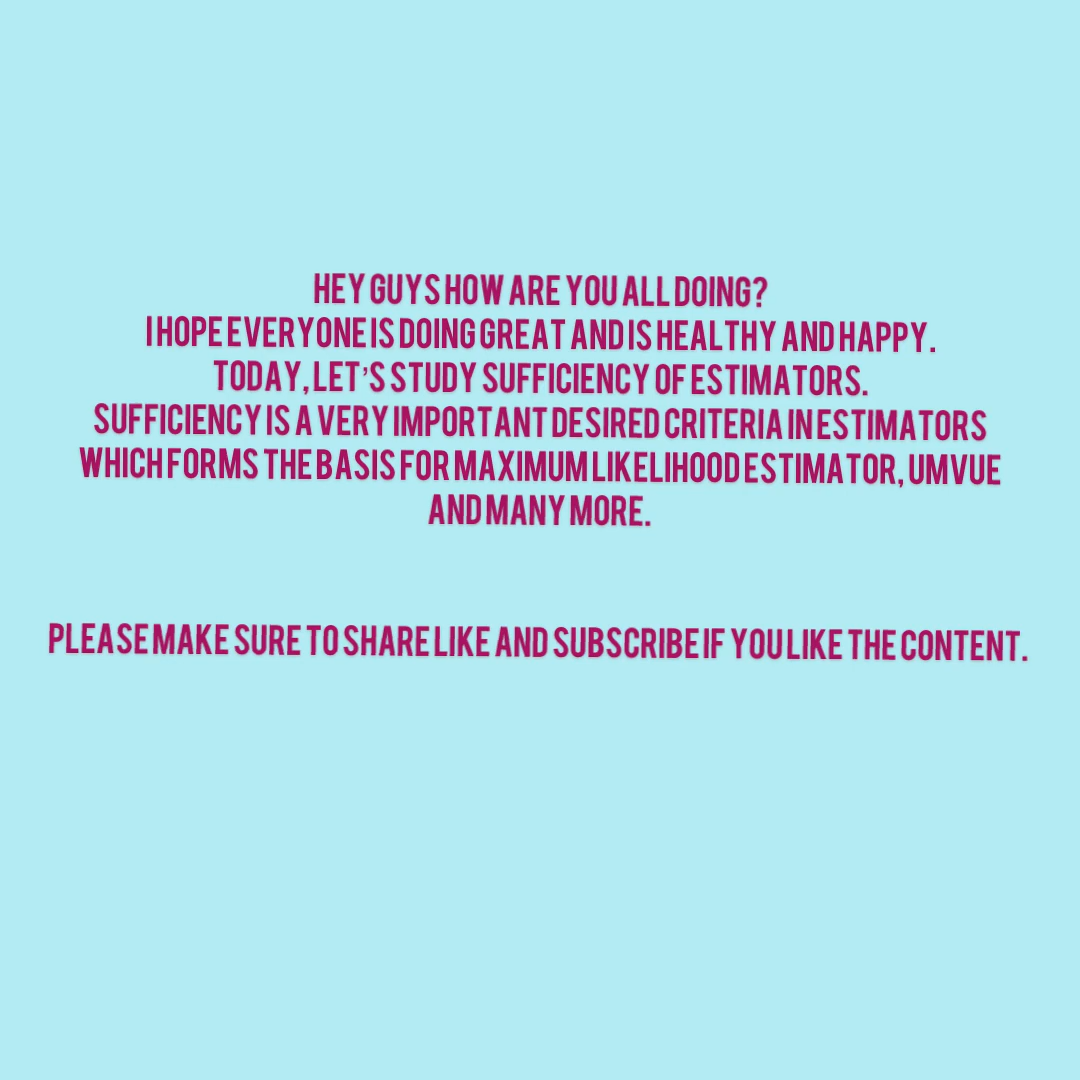 HEY GUYS HOW ARE YOU ALL DOING?
I HOPE EVERYONE IS DOING GREAT AND IS HEALTHY AND HAPPY.
TODAY, LET'S STUDY SUFFICIENCY OF ESTIMATORS.
SUFFICIENCY IS A VERY IMPORTANT DESIRED CRITERIA IN ESTIMATORS
WHICH FORMS THE BASIS FOR MAXIMUM LIKELIHOOD ESTIMATOR, UMVUE
AND MANY MORE.
PLEASE MAKE SURE TO SHARE LIKE AND SUBSCRIBE IF YOU LIKE THE CONTENT.